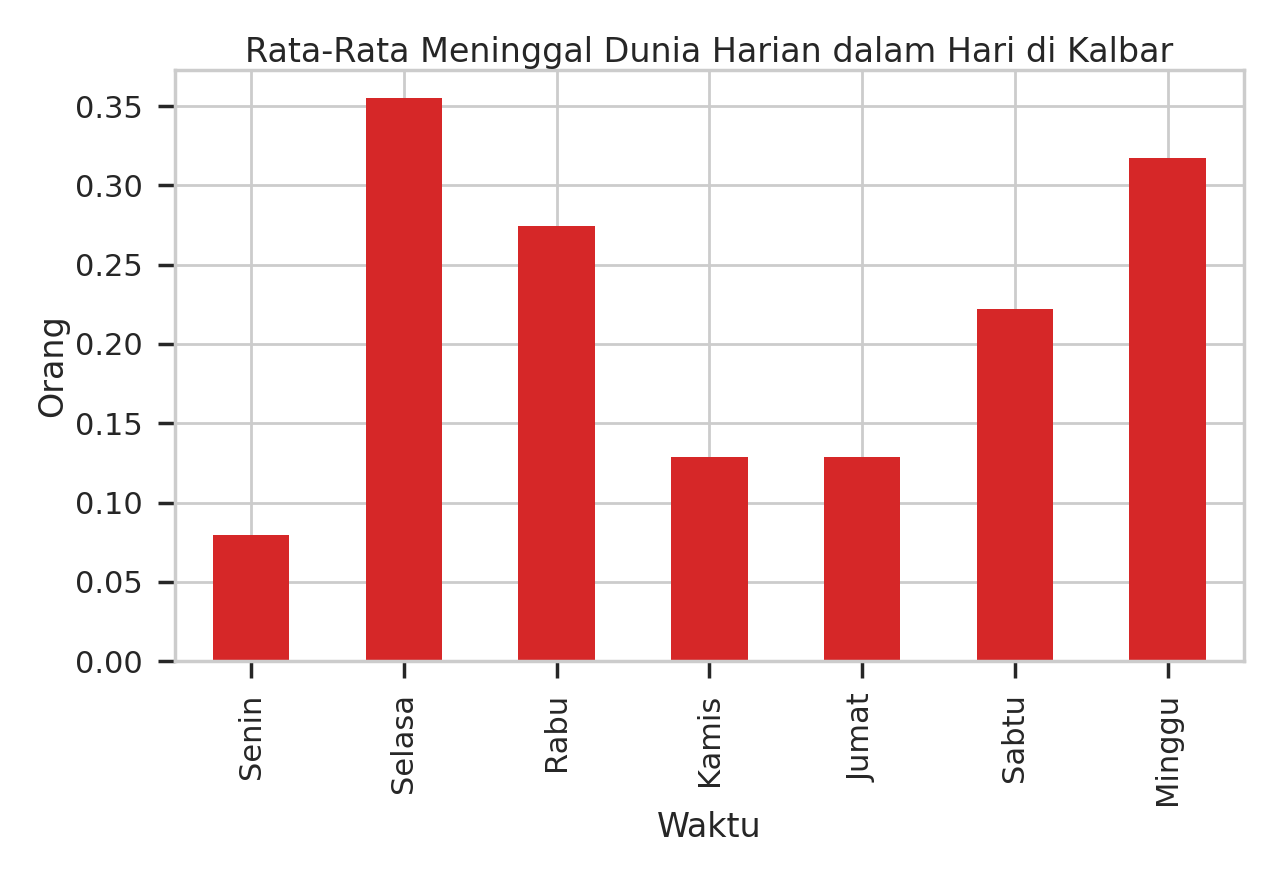 Rata-Rata Meninggal Dunia Harian dalam Hari di Kalbar
0.35
0.30
0.25
0.20
0.15
0.10
0.05
0.00
Orang
Senin
Selasa
Rabu
Kamis
Jumat
Sabtu
Minggu
Waktu